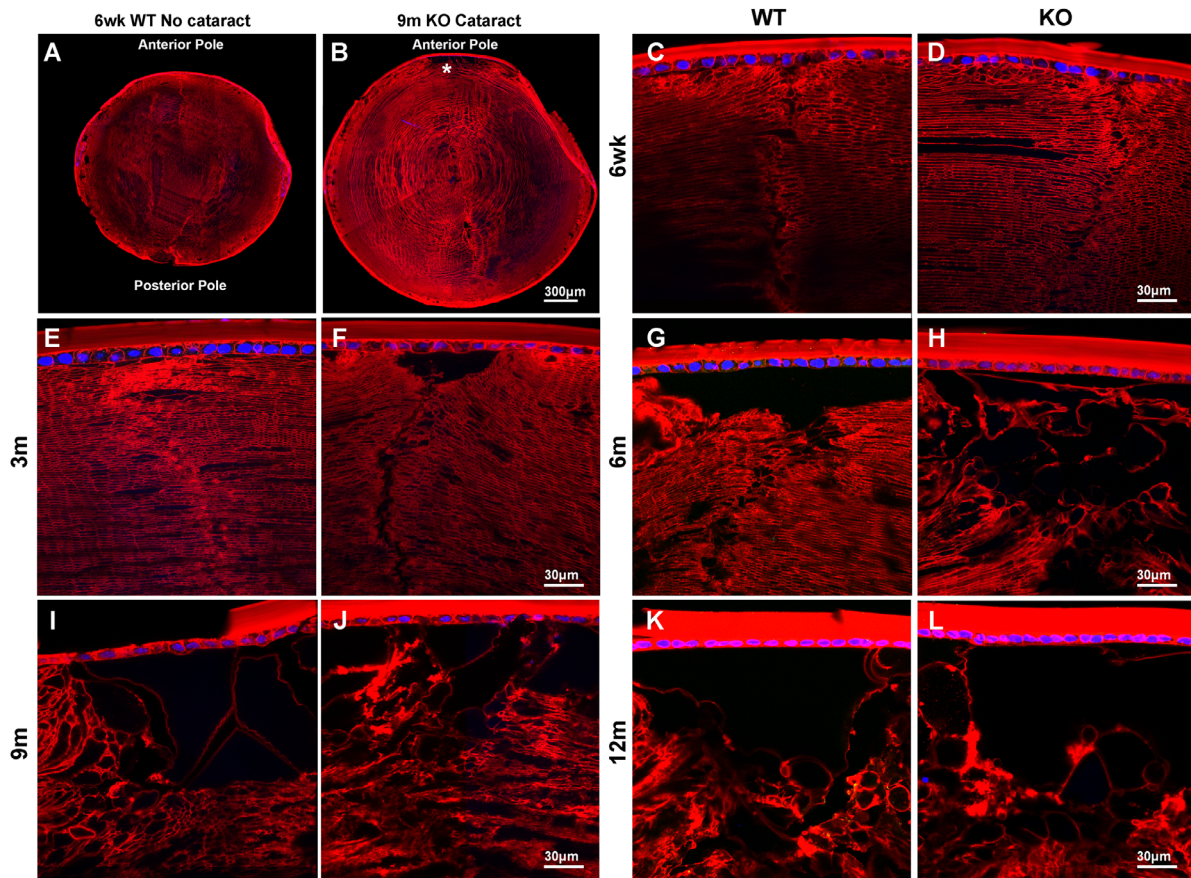 6wk WT No cataract
9m KO Cataract
WT
KO
A
Anterior Pole
Posterior Pole
B
Anterior Pole
*
300μm
C
D
6wk
30μm
E
F
3m
30μm
G
H
6m
30μm
I
J
9m
30μm
K
L
12m
30μm